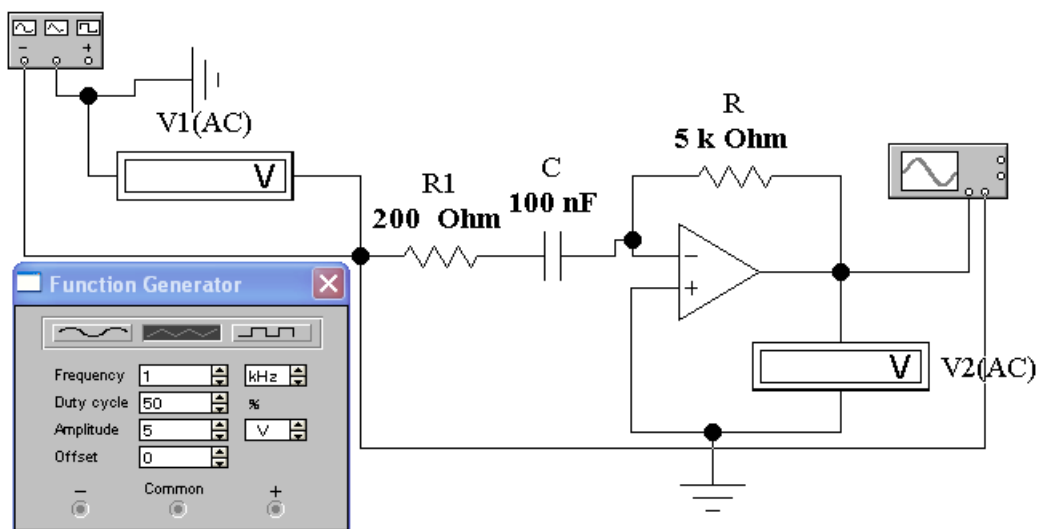 - +
V1(AC)
V
R1
200 Ohm
C
100 nF
R
5 k Ohm
-
+
V
V2(AC)
Function Generator
Frequency 1 kHz
Duty cycle 50 %
Amplitude 5 V
Offset 0
- Common +